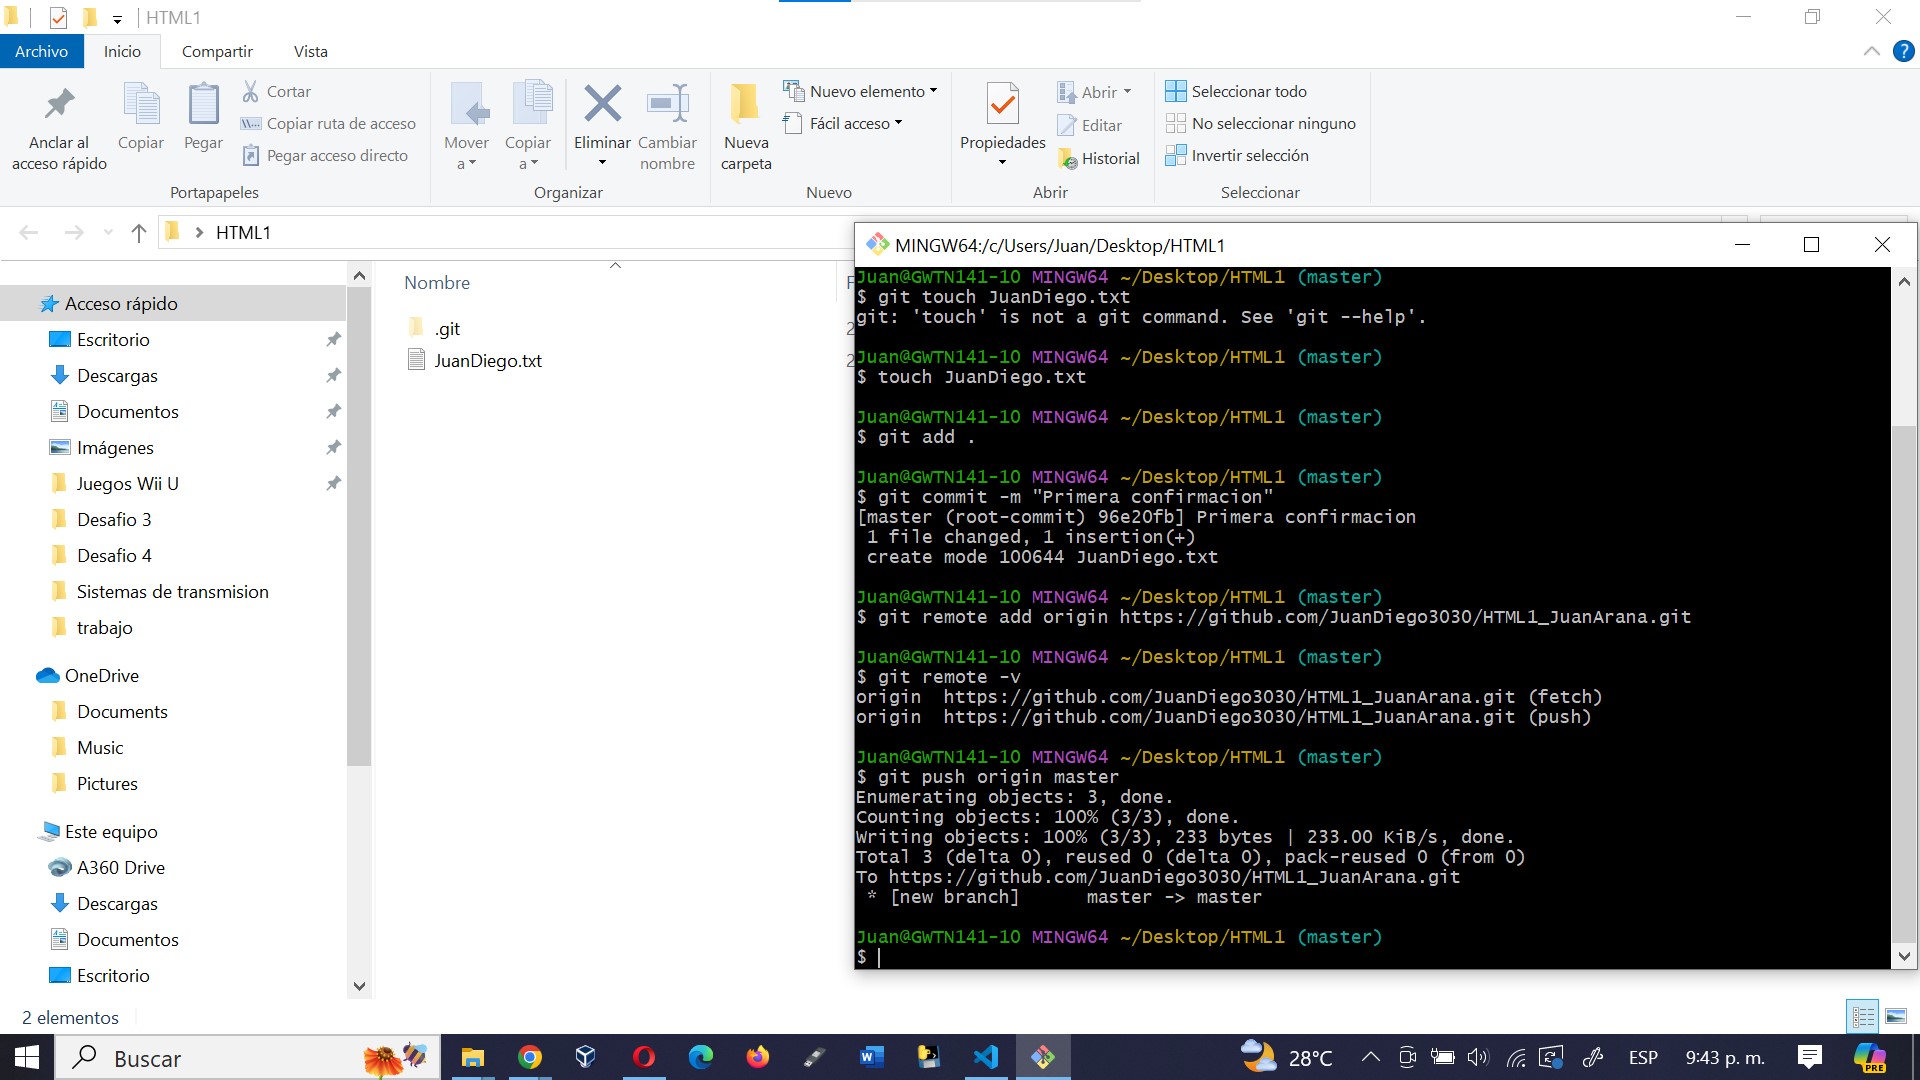 HTML1
Archivo
Inicio
Compartir
Vista
Anclar al
acceso rápido
Copiar
Pegar
Cortar
Copiar ruta de acceso
Pegar acceso directo
Portapapeles
Mover
a
Copiar
a
Eliminar
Cambiar
nombre
Organizar
Nueva
carpeta
Nuevo elemento
Fácil acceso
Nuevo
Propiedades
Abrir
Editar
Historial
Abrir
Seleccionar todo
No seleccionar ninguno
Invertir selección
Seleccionar
HTML1
Acceso rápido
Escritorio
Descargas
Documentos
Imágenes
Juegos Wii U
Desafio 3
Desafio 4
Sistemas de transmision
trabajo
OneDrive
Documents
Music
Pictures
Este equipo
A360 Drive
Descargas
Documentos
Escritorio
Nombre
F
.git
2
JuanDiego.txt
2
MINGW64:/c/Users/Juan/Desktop/HTML1
Juan@GWTN141-10 MINGW64 ~/Desktop/HTML1 (master)
$ git touch JuanDiego.txt
git: 'touch' is not a git command. See 'git --help'.
Juan@GWTN141-10 MINGW64 ~/Desktop/HTML1 (master)
$ touch JuanDiego.txt
Juan@GWTN141-10 MINGW64 ~/Desktop/HTML1 (master)
$ git add .
Juan@GWTN141-10 MINGW64 ~/Desktop/HTML1 (master)
$ git commit -m "Primera confirmacion"
[master (root-commit) 96e20fb] Primera confirmacion
1 file changed, 1 insertion(+)
create mode 100644 JuanDiego.txt
Juan@GWTN141-10 MINGW64 ~/Desktop/HTML1 (master)
$ git remote add origin https://github.com/JuanDiego3030/HTML1_JuanArana.git
Juan@GWTN141-10 MINGW64 ~/Desktop/HTML1 (master)
$ git remote -v
origin  https://github.com/JuanDiego3030/HTML1_JuanArana.git (fetch)
origin  https://github.com/JuanDiego3030/HTML1_JuanArana.git (push)
Juan@GWTN141-10 MINGW64 ~/Desktop/HTML1 (master)
$ git push origin master
Enumerating objects: 3, done.
Counting objects: 100% (3/3), done.
Writing objects: 100% (3/3), 233 bytes | 233.00 KiB/s, done.
Total 3 (delta 0), reused 0 (delta 0), pack-reused 0 (from 0)
To https://github.com/JuanDiego3030/HTML1_JuanArana.git
* [new branch]      master -> master
Juan@GWTN141-10 MINGW64 ~/Desktop/HTML1 (master)
$
2 elementos
Buscar
28°C
ESP
9:43 p. m.
PRE